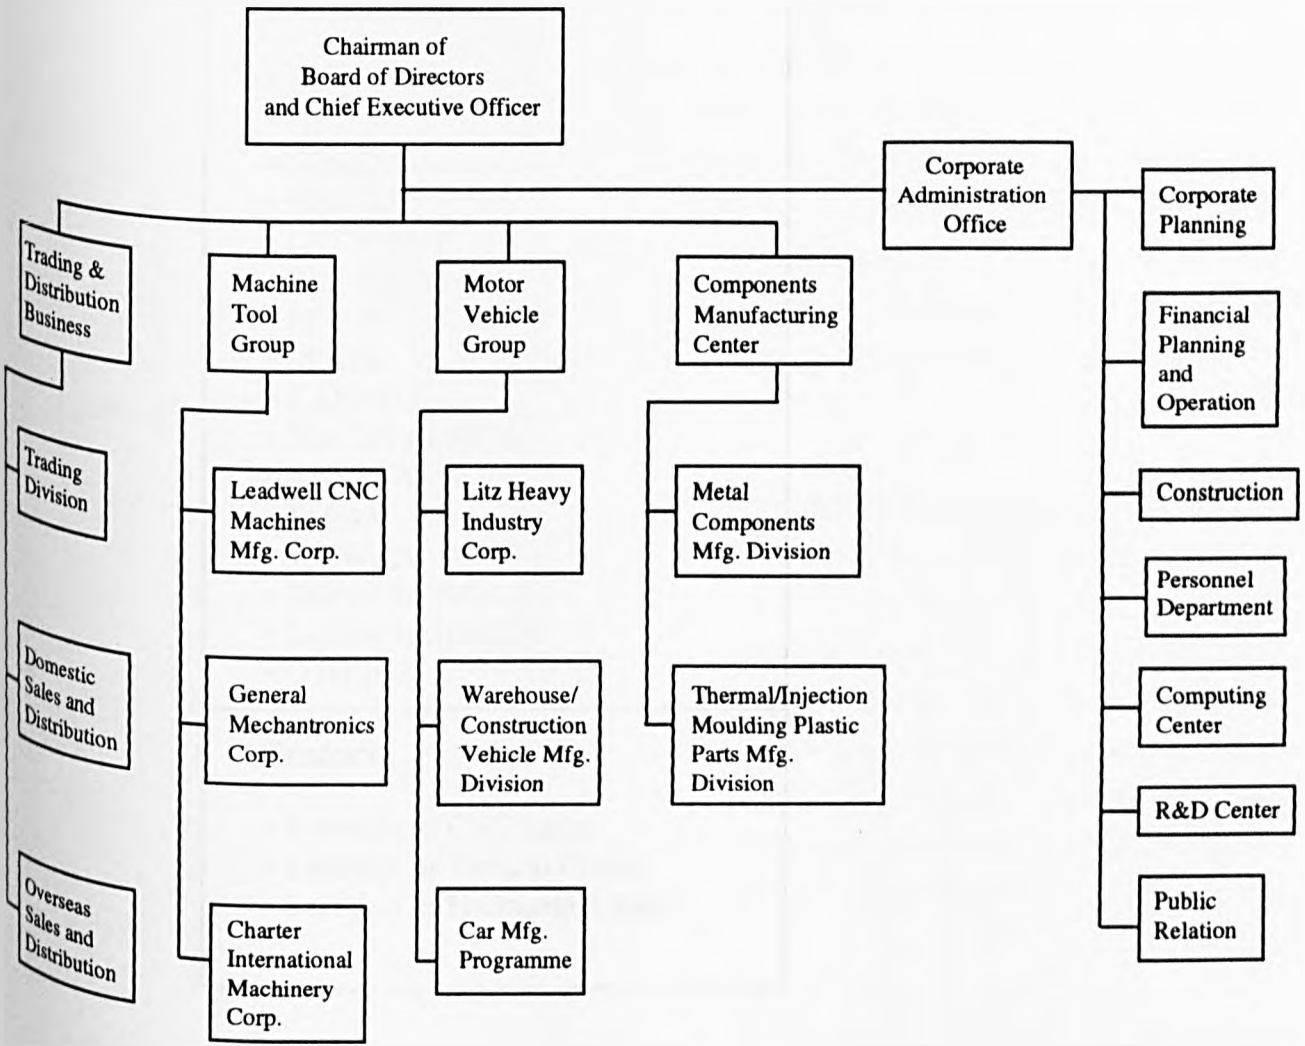 Chairman of
Board of Directors
and Chief Executive Officer
Corporate
Administration
Office
Corporate
Planning
Financial
Planning
and
Operation
Construction
Personnel
Department
Computing
Center
R&D Center
Public
Relation
Trading &
Distribution
Business
Trading
Division
Domestic
Sales and
Distribution
Overseas
Sales and
Distribution
Machine
Tool
Group
Leadwell CNC
Machines
Mfg. Corp.
General
Mechantronics
Corp.
Charter
International
Machinery
Corp.
Motor
Vehicle
Group
Litz Heavy
Industry
Corp.
Warehouse/
Construction
Vehicle Mfg.
Division
Car Mfg.
Programme
Components
Manufacturing
Center
Metal
Components
Mfg. Division
Thermal/Injection
Moulding Plastic
Parts Mfg.
Division